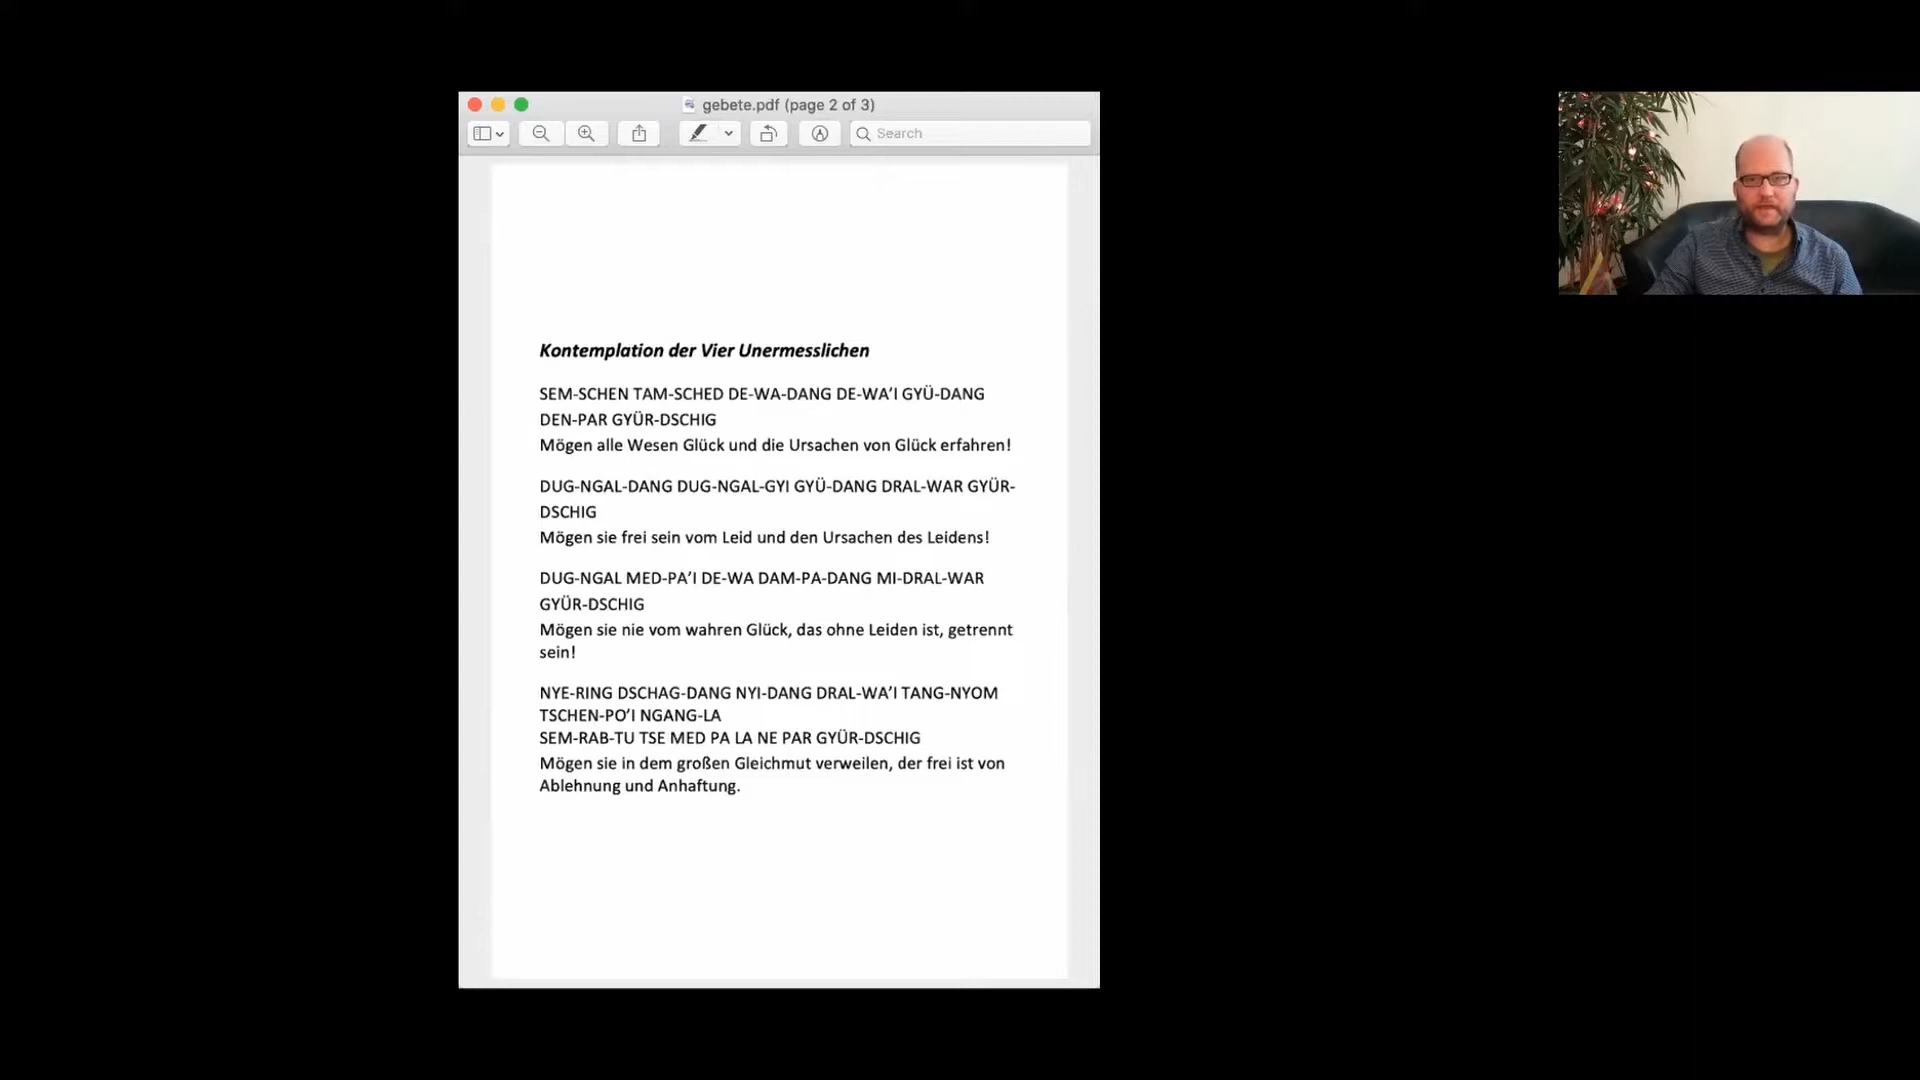 gebete.pdf (page 2 of 3)
Search
Kontemplation der Vier Unermesslichen
SEM-SCHEN TAM-SCHED DE-WA-DANG DE-WA’I GYÜ-DANG
DEN-PAR GYÜR-DSCHIG
Mögen alle Wesen Glück und die Ursachen von Glück erfahren!
DUG-NGAL-DANG DUG-NGAL-GYI GYÜ-DANG DRAL-WAR GYÜR-
DSCHIG
Mögen sie frei sein vom Leid und den Ursachen des Leidens!
DUG-NGAL MED-PA’I DE-WA DAM-PA-DANG MI-DRAL-WAR
GYÜR-DSCHIG
Mögen sie nie vom wahren Glück, das ohne Leiden ist, getrennt
sein!
NYE-RING DSCHAG-DANG NYI-DANG DRAL-WA’I TANG-NYOM
TSCHEN-PO’I NGANG-LA
SEM-RAB-TU TSE MED PA LA NE PAR GYÜR-DSCHIG
Mögen sie in dem großen Gleichmut verweilen, der frei ist von
Ablehnung und Anhaftung.